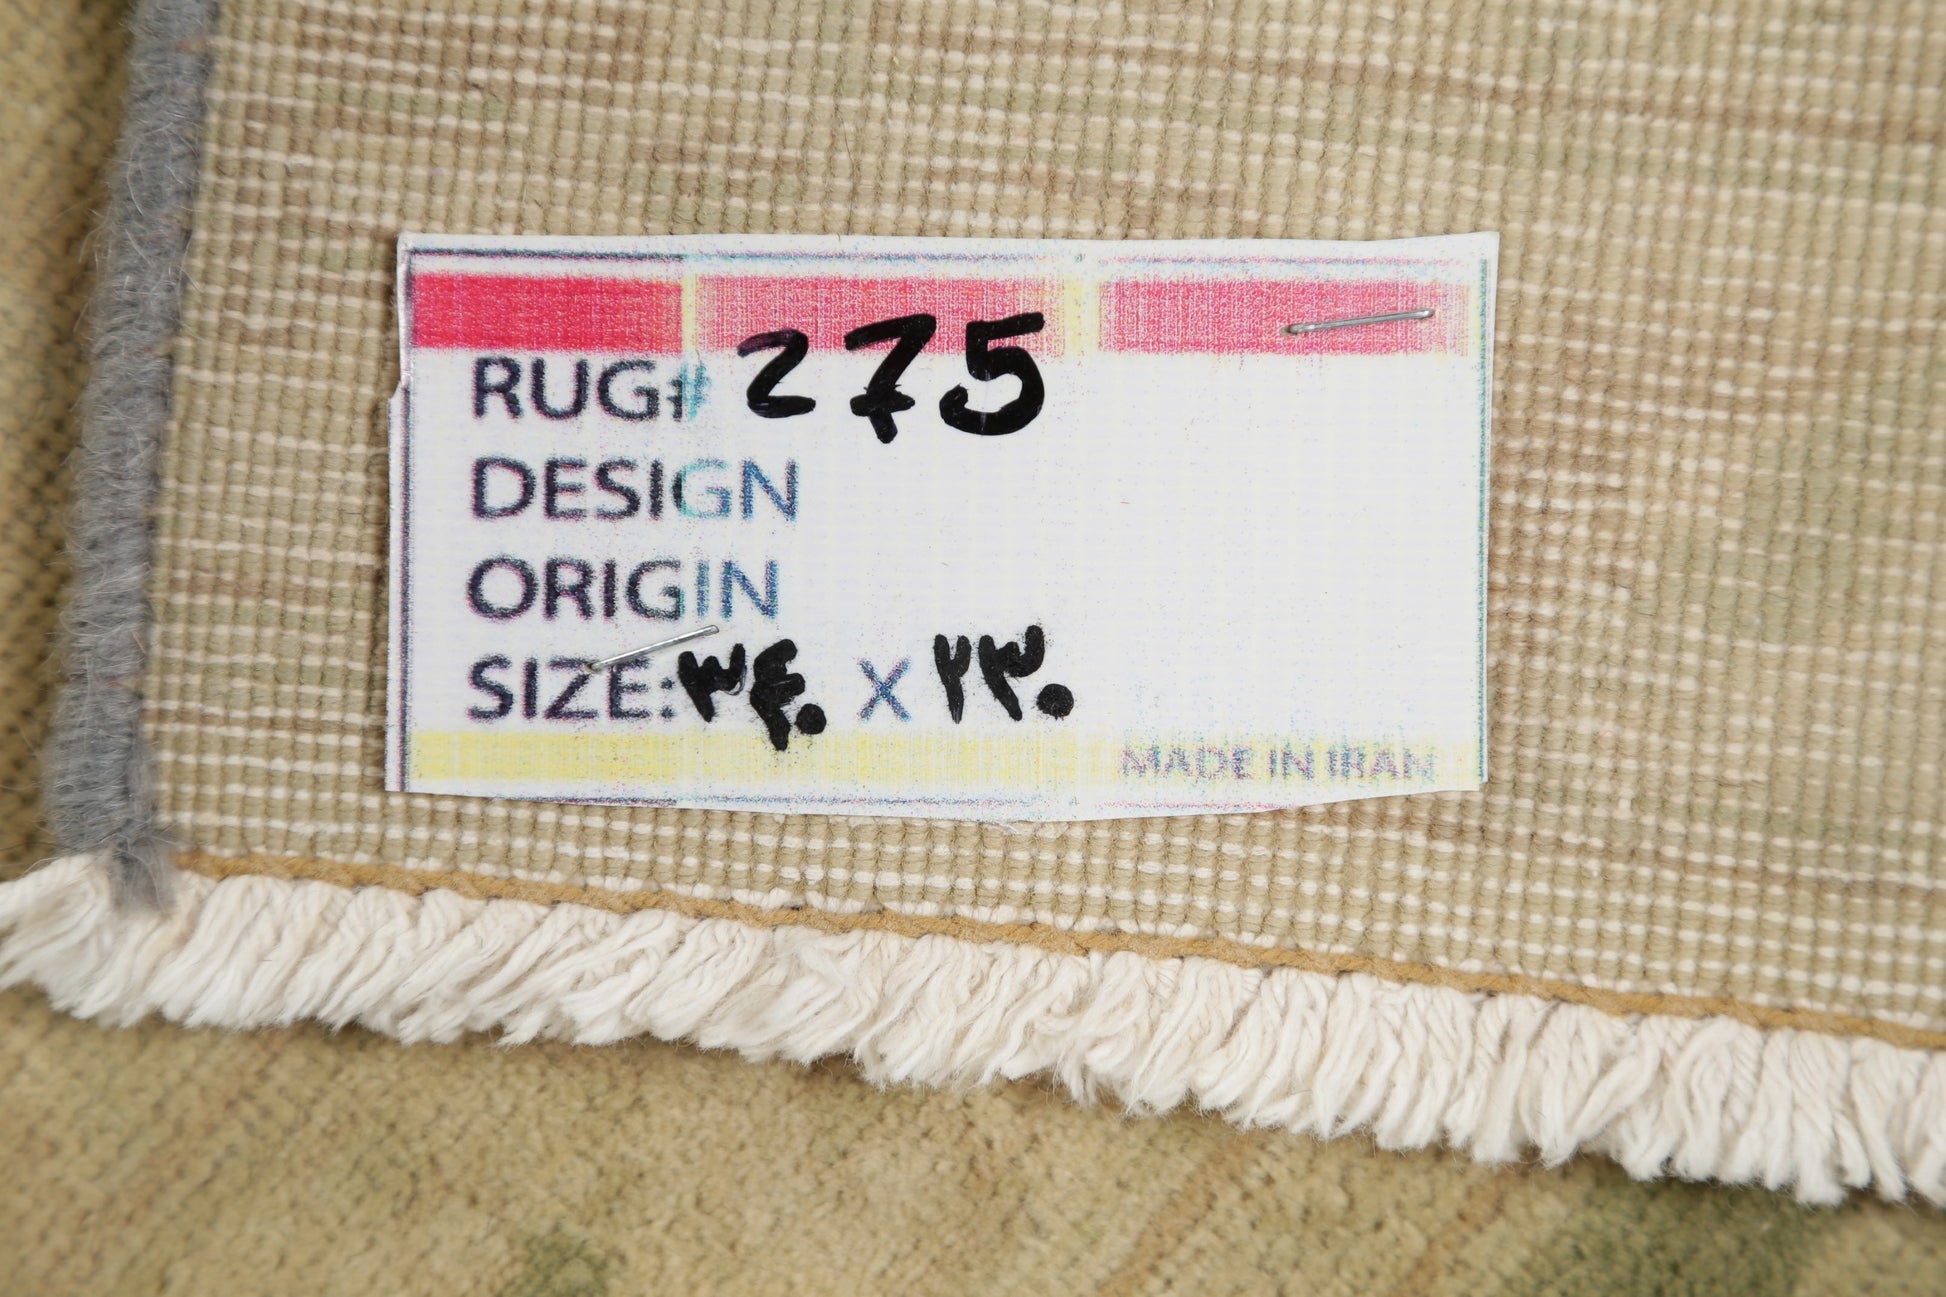 RUG# 275
DESIGN
ORIGIN
SIZE: ۳۴۰ X ۲۳۰
MADE IN IRAN